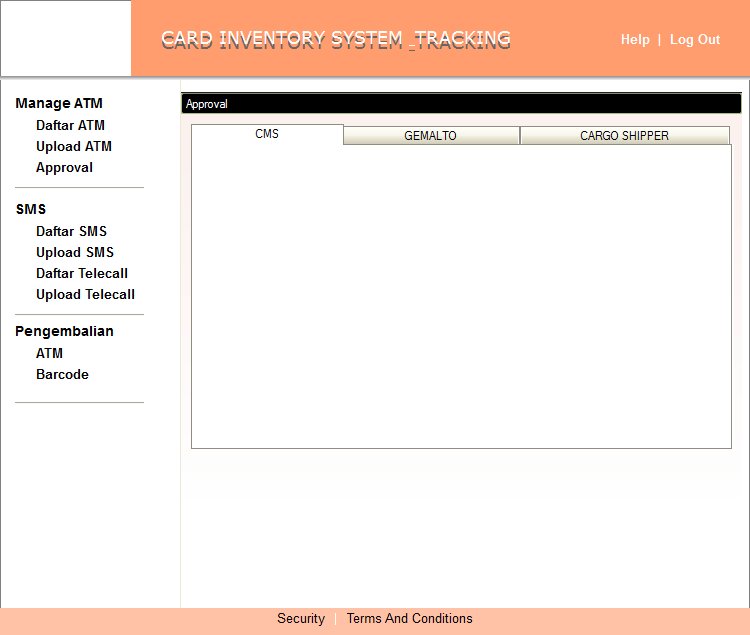 CARD INVENTORY SYSTEM _TRACKING
Help | Log Out
Manage ATM
Daftar ATM
Upload ATM
Approval
SMS
Daftar SMS
Upload SMS
Daftar Telecall
Upload Telecall
Pengembalian
ATM
Barcode
Approval
CMS GEMALTO CARGO SHIPPER
Security | Terms And Conditions